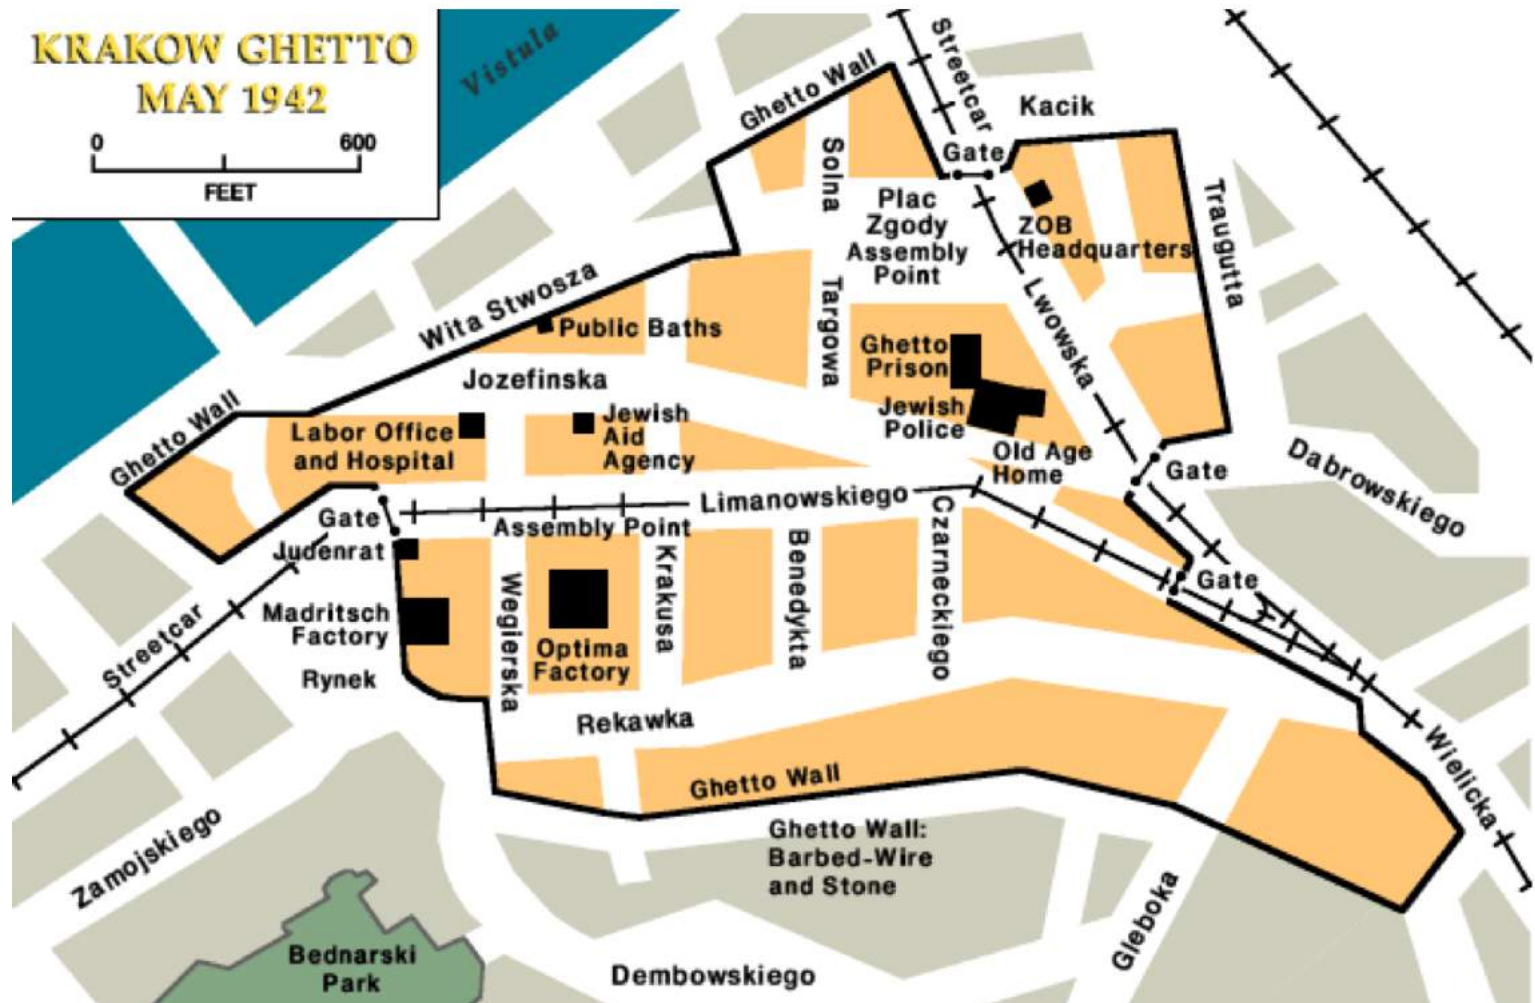 KRAKOW GHETTO
MAY 1942
0 600
FEET
Vistula
Ghetto Wall
Streetcar
Kacik
Gate
Solna
Plac
Zgody
Assembly
Point
ZOB
Headquarters
Traugutta
Wita Stwosza
Public Baths
Targowa
Lwowska
Ghetto
Prison
Jozefinska
Jewish
Police
Ghetto Wall
Labor Office
and Hospital
Jewish
Aid
Agency
Old Age
Home
Gate
Dabrowskiego
Limanowskiego
Gate
Assembly Point
Judenrat
Czarneckiego
Benedykta
Krakusa
Wegierska
Gate
Madritsch
Factory
Streetcar
Optima
Factory
Rynek
Rekawka
Wielicka
Ghetto Wall
Zamojskiego
Ghetto Wall:
Barbed-Wire
and Stone
Gleboka
Bednarski
Park
Dembowskiego